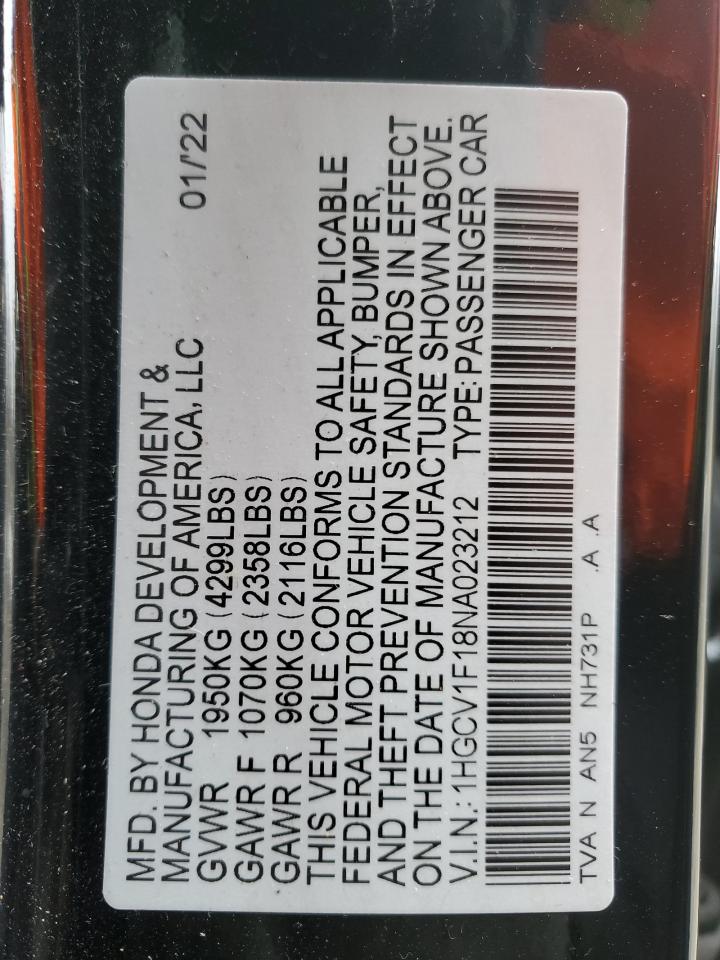 MFD. BY HONDA DEVELOPMENT &
MANUFACTURING OF AMERICA, LLC 01/'22
GVWR 1950KG (4299LBS)
GAWR F 1070KG (2358LBS)
GAWR R 960KG (2116LBS)
THIS VEHICLE CONFORMS TO ALL APPLICABLE
FEDERAL MOTOR VEHICLE SAFETY, BUMPER,
AND THEFT PREVENTION STANDARDS IN EFFECT
ON THE DATE OF MANUFACTURE SHOWN ABOVE.
V.I.N.:1HGCV1F18NA023212 TYPE:PASSENGER CAR
TVA N AN5 NH731P .A .A